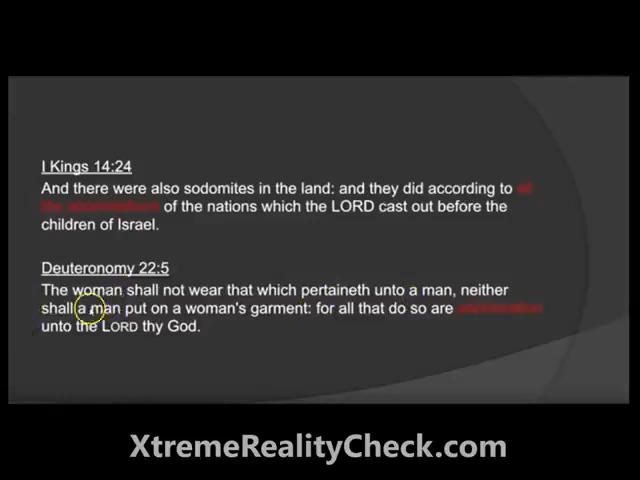 I Kings 14:24
And there were also sodomites in the land: and they did according to all
the abominations of the nations which the LORD cast out before the
children of Israel.
Deuteronomy 22:5
The woman shall not wear that which pertaineth unto a man, neither
shall a man put on a woman's garment: for all that do so are
unto the LORD thy God.
XtremeRealityCheck.com